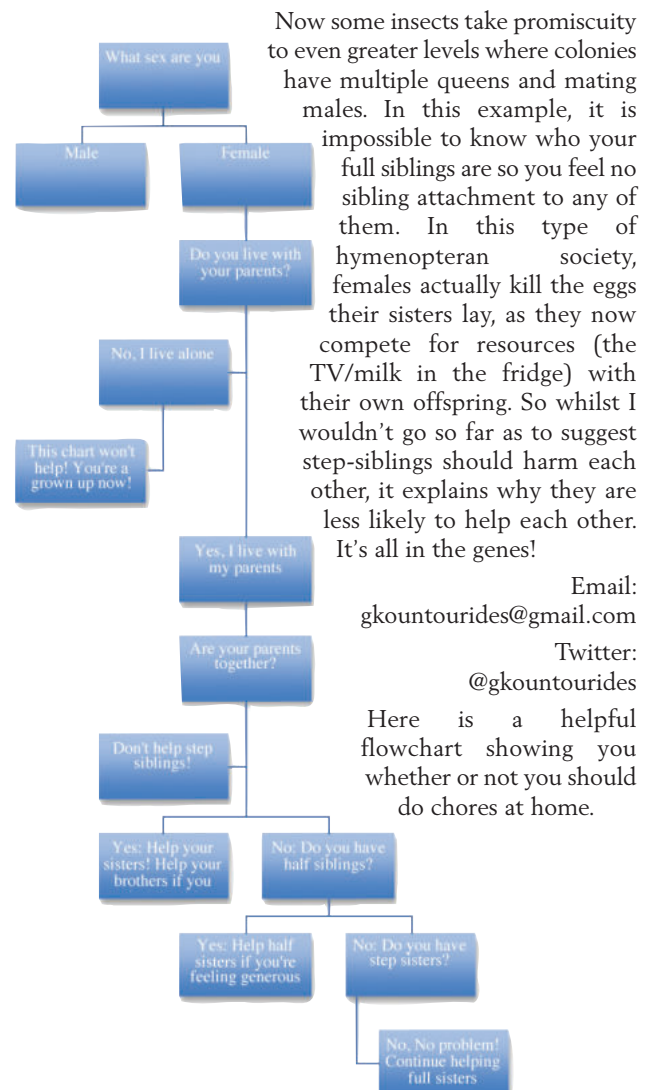 What sex are you
Male
Female
Do you live with
your parents?
No, I live alone
This chart won't
help! You're a
grown up now!
Yes, I live with
my parents
Are your parents
together?
Don't help step
siblings!
Yes: Help your
sisters! Help your
brothers if you
No: Do you have
half siblings?
Yes: Help half
sisters if you're
feeling generous
No: Do you have
step sisters?
No, No problem!
Continue helping
full sisters
Now some insects take promiscuity
to even greater levels where colonies
have multiple queens and mating
males. In this example, it is
impossible to know who your
full siblings are so you feel no
sibling attachment to any of
them. In this type of
hymenopteran society,
females actually kill the eggs
their sisters lay, as they now
compete for resources (the
TV/milk in the fridge) with
their own offspring. So whilst I
wouldn't go so far as to suggest
step-siblings should harm each
other, it explains why they are
less likely to help each other.
It's all in the genes!
Email:
gkountourides@gmail.com
Twitter:
@gkountourides
Here is a helpful
flowchart showing you
whether or not you should
do chores at home.